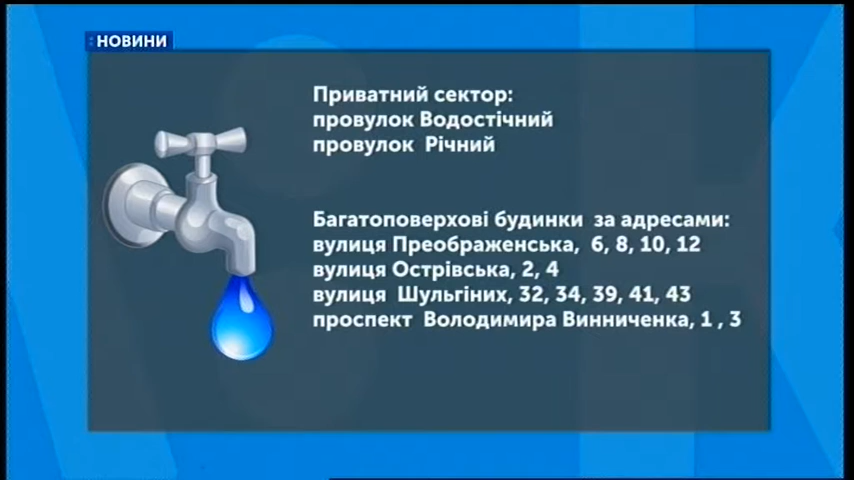 :НОВИНИ
Приватний сектор:
провулок Водостічний
провулок Річний
Багатоповерхові будинки за адресами:
вулиця Преображенська, 6, 8, 10, 12
вулиця Острівська, 2, 4
вулиця Шульгіних, 32, 34, 39, 41, 43
проспект Володимира Винниченка, 1 , 3